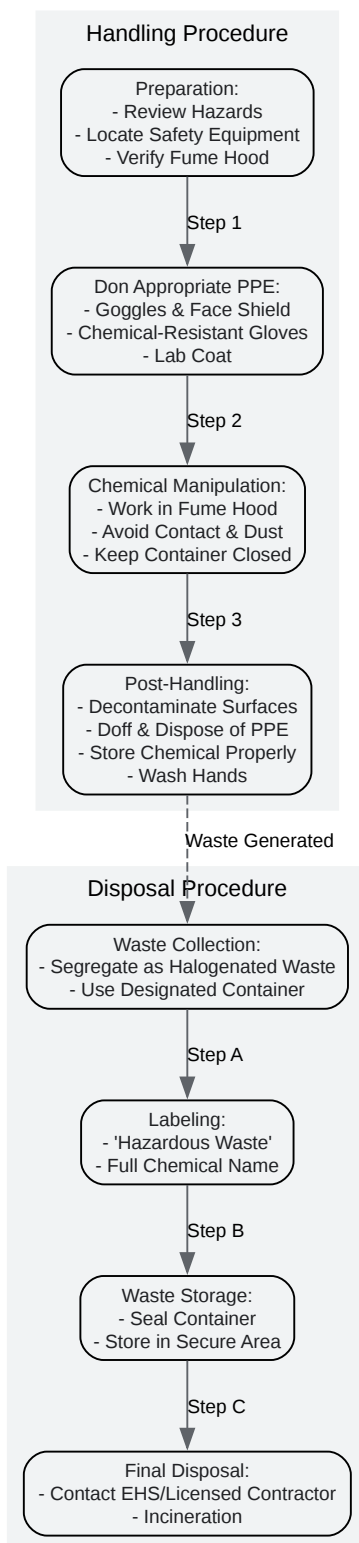 Handling Procedure
Preparation:
- Review Hazards
- Locate Safety Equipment
- Verify Fume Hood
Step 1
Don Appropriate PPE:
- Goggles & Face Shield
- Chemical-Resistant Gloves
- Lab Coat
Step 2
Chemical Manipulation:
- Work in Fume Hood
- Avoid Contact & Dust
- Keep Container Closed
Step 3
Post-Handling:
- Decontaminate Surfaces
- Doff & Dispose of PPE
- Store Chemical Properly
- Wash Hands
Waste Generated
Disposal Procedure
Waste Collection:
- Segregate as Halogenated Waste
- Use Designated Container
Step A
Labeling:
- 'Hazardous Waste'
- Full Chemical Name
Step B
Waste Storage:
- Seal Container
- Store in Secure Area
Step C
Final Disposal:
- Contact EHS/Licensed Contractor
- Incineration